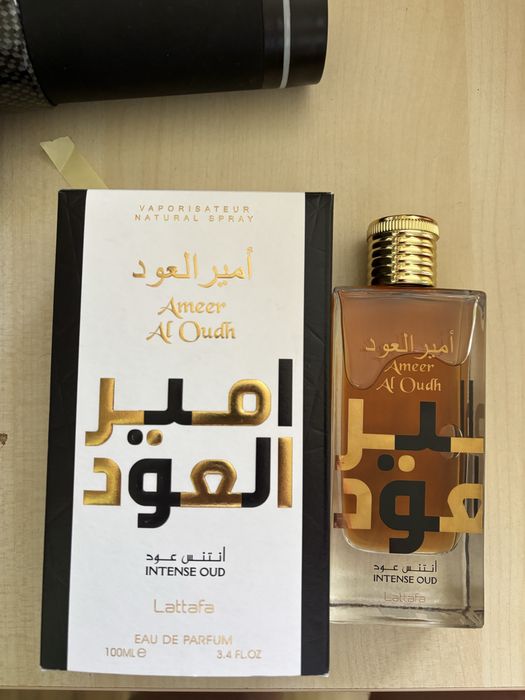 VAPORISATEUR
NATURAL SPRAY
أمير العود
Ameer
Al Oudh
امير
العود
أنتنس عود
INTENSE OUD
Lattafa
EAU DE PARFUM
100ML e 3.4 FL.OZ
أمير العود
Ameer
Al Oudh
أنتنس عود
INTENSE OUD
Lattafa